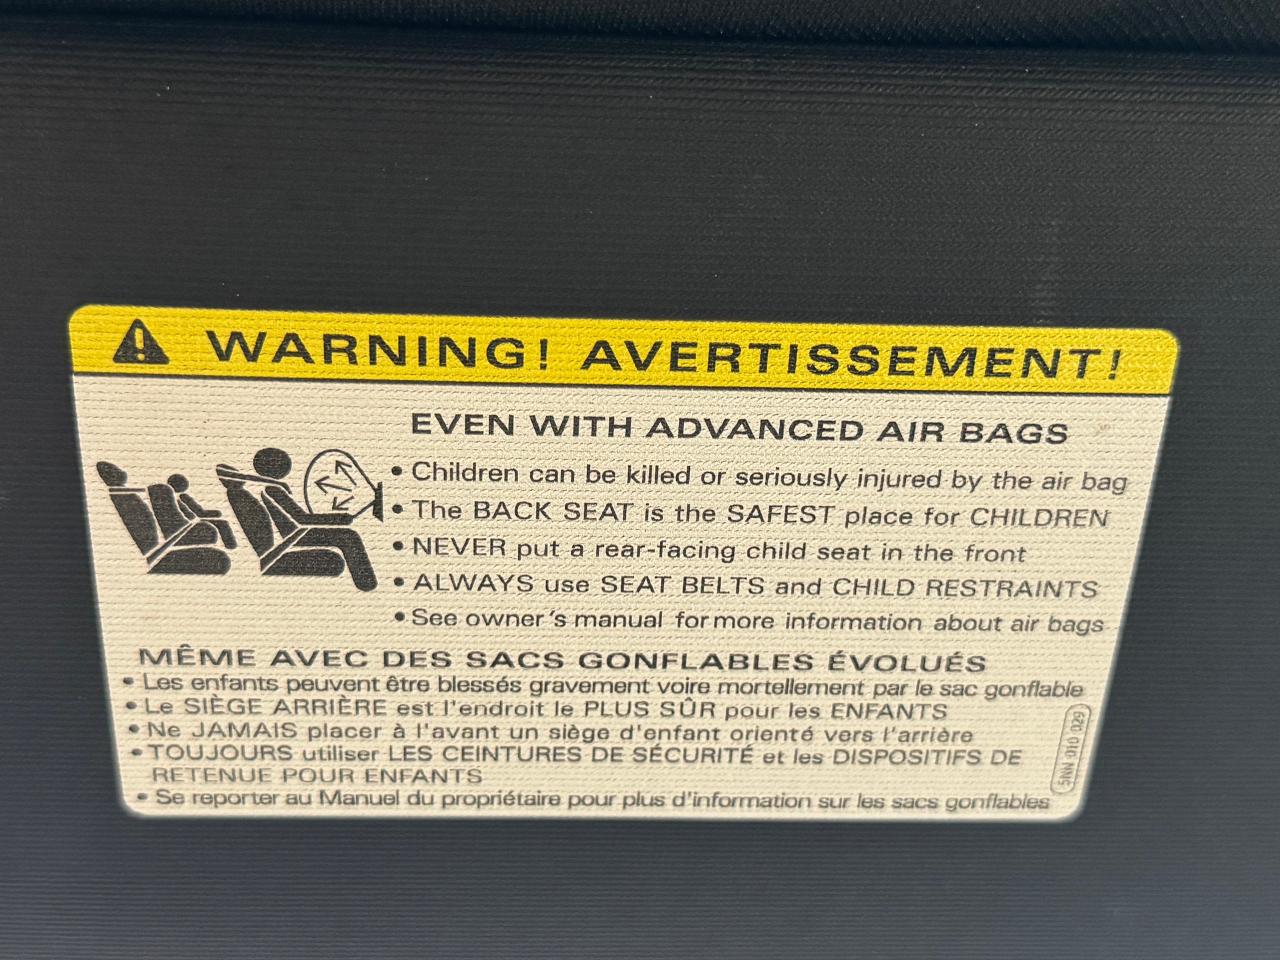 WARNING! AVERTISSEMENT!
EVEN WITH ADVANCED AIR BAGS
• Children can be killed or seriously injured by the air bag
• The BACK SEAT is the SAFEST place for CHILDREN
• NEVER put a rear-facing child seat in the front
• ALWAYS use SEAT BELTS and CHILD RESTRAINTS
• See owner's manual for more information about air bags
MÊME AVEC DES SACS GONFLABLES ÉVOLUÉS
• Les enfants peuvent être blessés gravement voire mortellement par le sac gonflable
• Le SIÈGE ARRIÈRE est l'endroit le PLUS SÛR pour les ENFANTS
• Ne JAMAIS placer à l'avant un siège d'enfant orienté vers l'arrière
• TOUJOURS utiliser LES CEINTURES DE SÉCURITÉ et les DISPOSITIFS DE
RETENUE POUR ENFANTS
• Se reporter au Manuel du propriétaire pour plus d'information sur les sacs gonflables
5NN 010 029